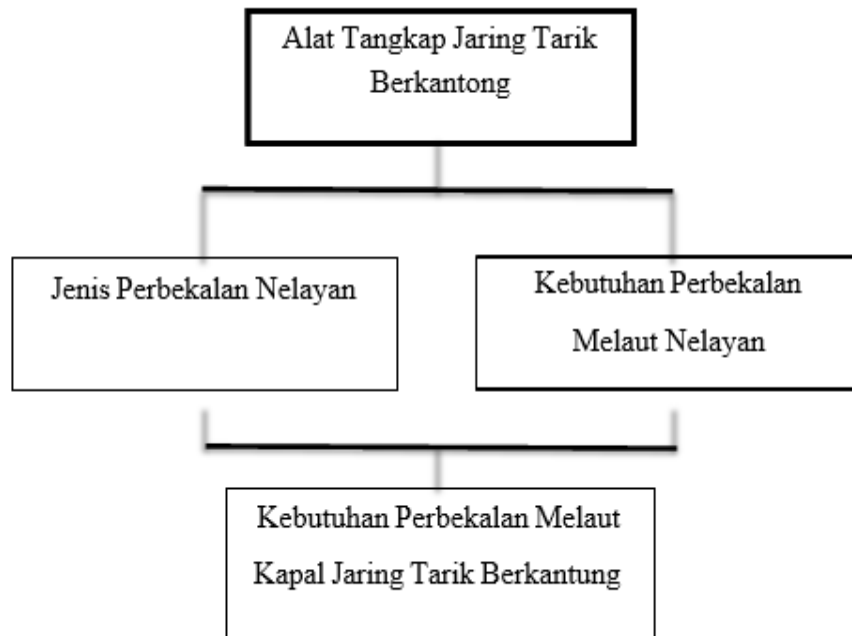 Alat Tangkap Jaring Tarik
Berkantong
Jenis Perbekalan Nelayan
Kebutuhan Perbekalan
Melaut Nelayan
Kebutuhan Perbekalan Melaut
Kapal Jaring Tarik Berkantung